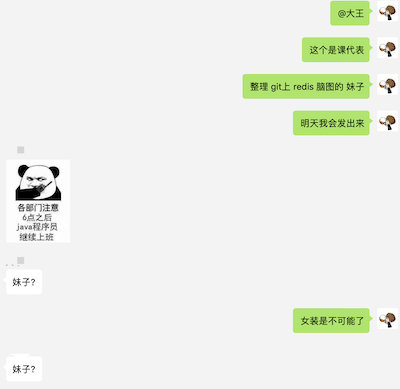 @大王
这个是课代表
整理 git上 redis 脑图的 妹子
明天我会发出来
各部门注意
6点之后
java程序员
继续上班
妹子?
女装是不可能了
妹子?